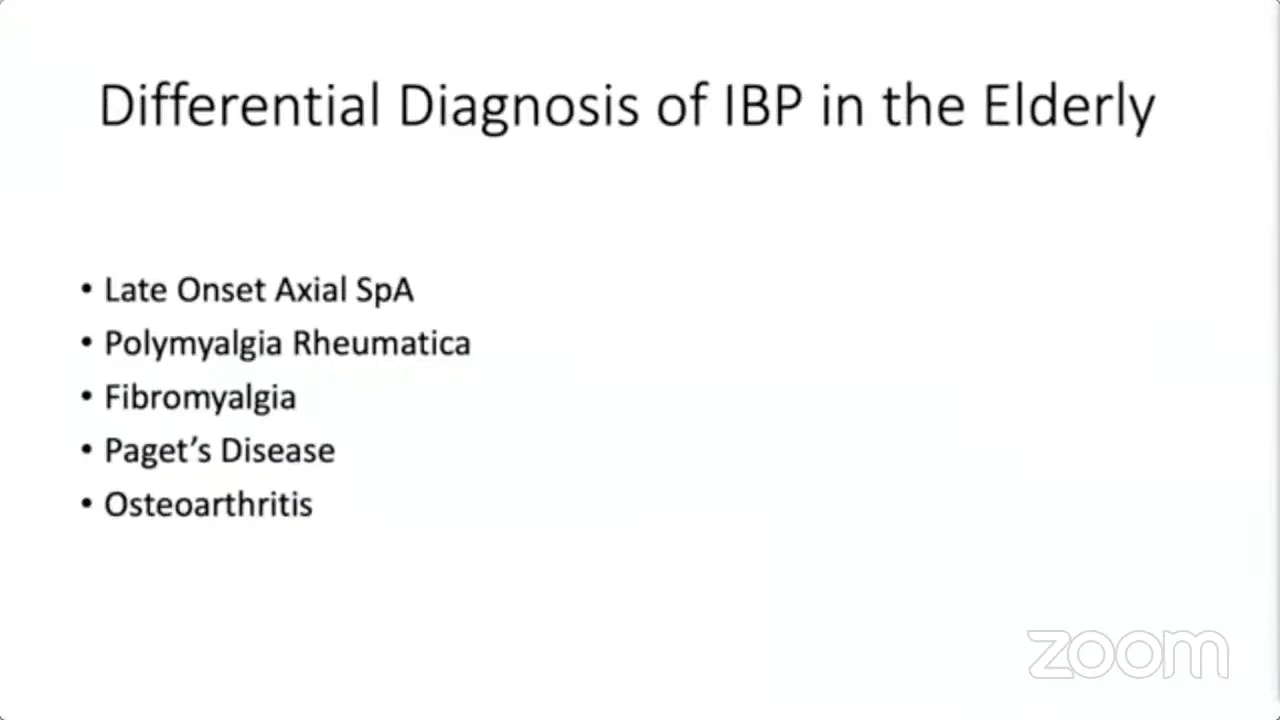 Differential Diagnosis of IBP in the Elderly
• Late Onset Axial SpA
• Polymyalgia Rheumatica
• Fibromyalgia
• Paget’s Disease
• Osteoarthritis
zoom